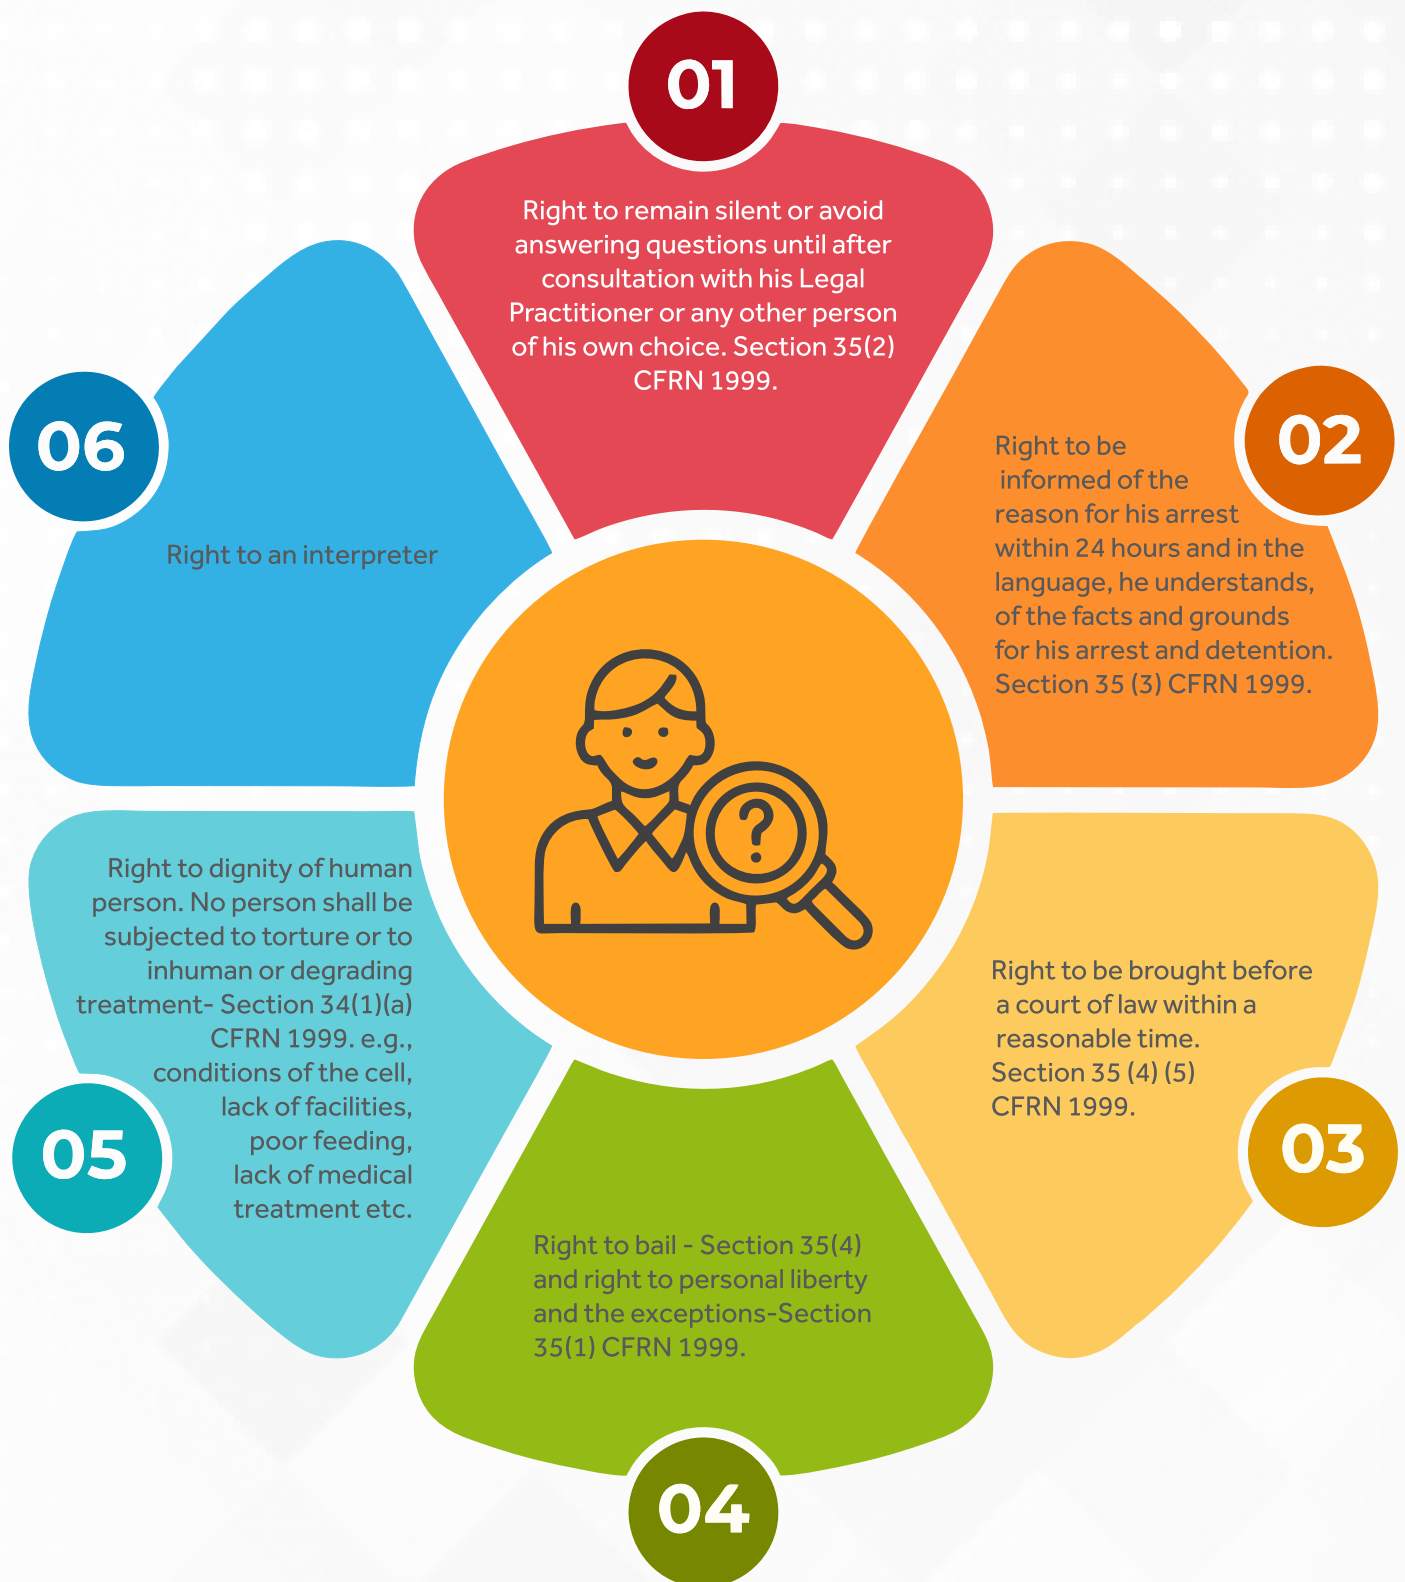 01
Right to remain silent or avoid
answering questions until after
consultation with his Legal
Practitioner or any other person
of his own choice. Section 35(2)
CFRN 1999.
02
Right to be
informed of the
reason for his arrest
within 24 hours and in the
language, he understands,
of the facts and grounds
for his arrest and detention.
Section 35 (3) CFRN 1999.
03
Right to be brought before
a court of law within a
reasonable time.
Section 35 (4) (5)
CFRN 1999.
04
Right to bail - Section 35(4)
and right to personal liberty
and the exceptions-Section
35(1) CFRN 1999.
05
Right to dignity of human
person. No person shall be
subjected to torture or to
inhuman or degrading
treatment- Section 34(1)(a)
CFRN 1999. e.g.,
conditions of the cell,
lack of facilities,
poor feeding,
lack of medical
treatment etc.
06
Right to an interpreter
?